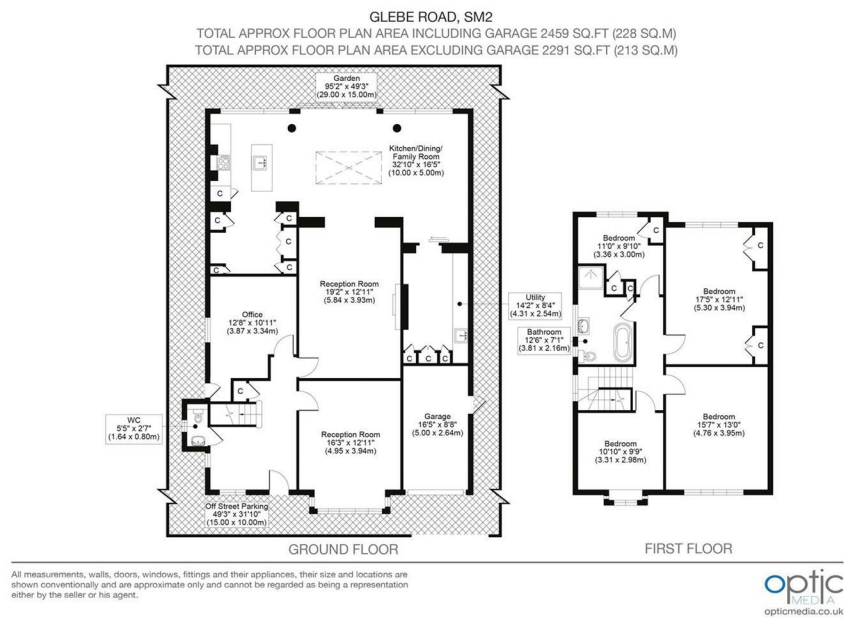 GLEBE ROAD, SM2
TOTAL APPROX FLOOR PLAN AREA INCLUDING GARAGE 2459 SQ.FT (228 SQ.M)
TOTAL APPROX FLOOR PLAN AREA EXCLUDING GARAGE 2291 SQ.FT (213 SQ.M)
Garden
95'2" x 49'3"
(29.00 x 15.00m)
Kitchen/Dining/
Family Room
32'10" x 16'5"
(10.00 x 5.00m)
C
C
C
C
C
C
Reception Room
19'2" x 12'11"
(5.84 x 3.93m)
Office
12'8" x 10'11"
(3.87 x 3.34m)
Utility
14'2" x 8'4"
(4.31 x 2.54m)
C
C
C
C
WC
5'5" x 2'7"
(1.64 x 0.80m)
Reception Room
16'3" x 12'11"
(4.95 x 3.94m)
Garage
16'5" x 8'8"
(5.00 x 2.64m)
Off Street Parking
49'3" x 31'10"
(15.00 x 10.00m)
GROUND FLOOR
Bedroom
11'0" x 9'10"
(3.36 x 3.00m)
C
C
C
C
Bedroom
17'5" x 12'11"
(5.30 x 3.94m)
C
Bathroom
12'6" x 7'1"
(3.81 x 2.16m)
Bedroom
15'7" x 13'0"
(4.76 x 3.95m)
Bedroom
10'10" x 9'9"
(3.31 x 2.98m)
FIRST FLOOR
All measurements, walls, doors, windows, fittings and their appliances, their size and locations are
shown conventionally and are approximate only and cannot be regarded as being a representation
either by the seller or his agent.
optic
MEDIA
opticmedia.co.uk